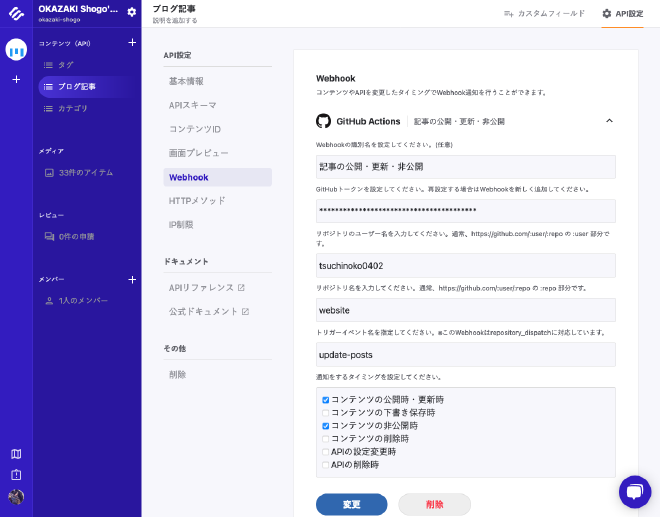 OKAZAKI Shogo'...
okazaki-shogo
コンテンツ（API）
タグ
ブログ記事
カテゴリ
メディア
33件のアイテム
レビュー
0件の申請
メンバー
1人のメンバー
ブログ記事
説明を追加する
カスタムフィールド
API設定
API設定
基本情報
APIスキーマ
コンテンツID
画面プレビュー
Webhook
HTTPメソッド
IP制限
ドキュメント
APIリファレンス
公式ドキュメント
その他
削除
Webhook
コンテンツやAPIを変更したタイミングでWebhook通知を行うことができます。
GitHub Actions
記事の公開・更新・非公開
Webhookの識別名を設定してください。(任意)
記事の公開・更新・非公開
GitHubトークンを設定してください。再設定する場合はWebhookを新しく追加してください。
****************************************
リポジトリのユーザー名を入力してください。通常、https://github.com/:user/:repo の :user 部分で
す。
tsuchinoko0402
リポジトリ名を入力してください。通常、https://github.com/:user/:repo の :repo 部分です。
website
トリガーイベント名を指定してください。※このWebhookはrepository_dispatchに対応しています。
update-posts
通知をするタイミングを設定してください。
コンテンツの公開時・更新時
コンテンツの下書き保存時
コンテンツの非公開時
コンテンツの削除時
APIの設定変更時
APIの削除時
変更
削除